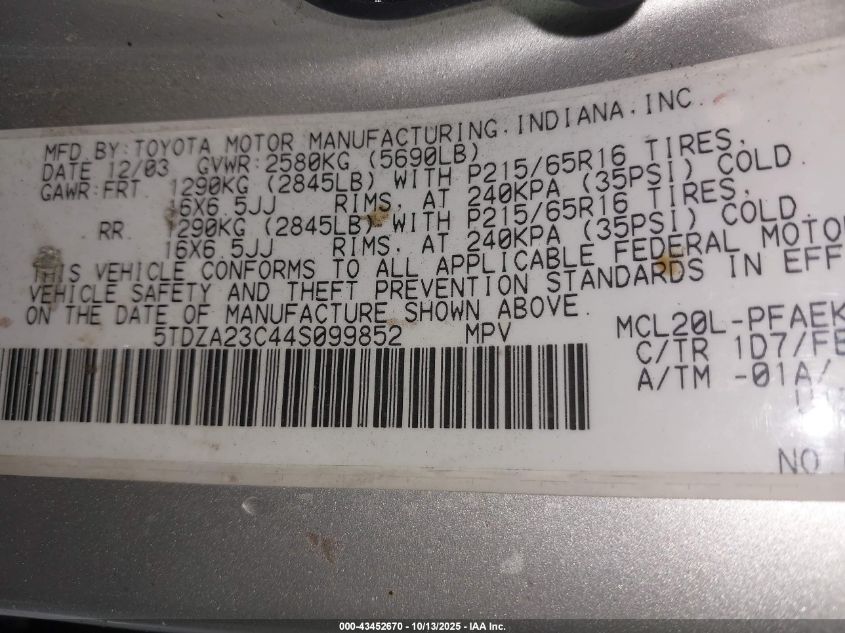 MFD BY: TOYOTA MOTOR MANUFACTURING, INDIANA, INC.
DATE 12/03 GVWR: 2580KG (5690LB)
GAWR: FRT 1290KG (2845LB) WITH P215/65R16 TIRES,
16X6.5JJ RIMS, AT 240KPA (35PSI) COLD.
RR 1290KG (2845LB) WITH P215/65R16 TIRES,
16X6.5JJ RIMS, AT 240KPA (35PSI) COLD.
THIS VEHICLE CONFORMS TO ALL APPLICABLE FEDERAL MOTO
VEHICLE SAFETY AND THEFT PREVENTION STANDARDS IN EFF
ON THE DATE OF MANUFACTURE SHOWN ABOVE.
5TDZA23C44S099852 MPV MCL20L-PFAEK
C/TR 1D7/FE
A/TM -01A/
NO
000-43452670 - 10/13/2025 - IAA Inc.